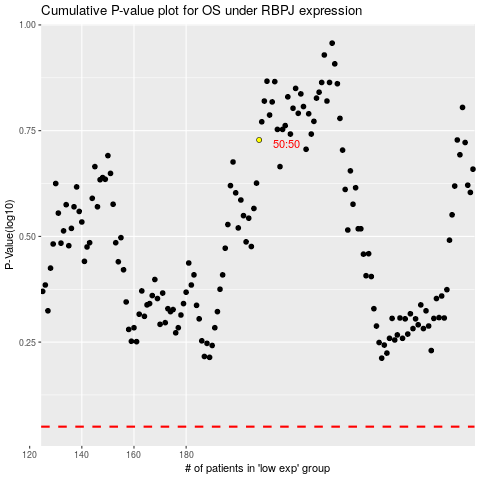 Cumulative P-value plot for OS under RBPJ expression
1.00
0.75
0.50
0.25
P-Value(log10)
50:50
120 140 160 180
# of patients in 'low exp' group